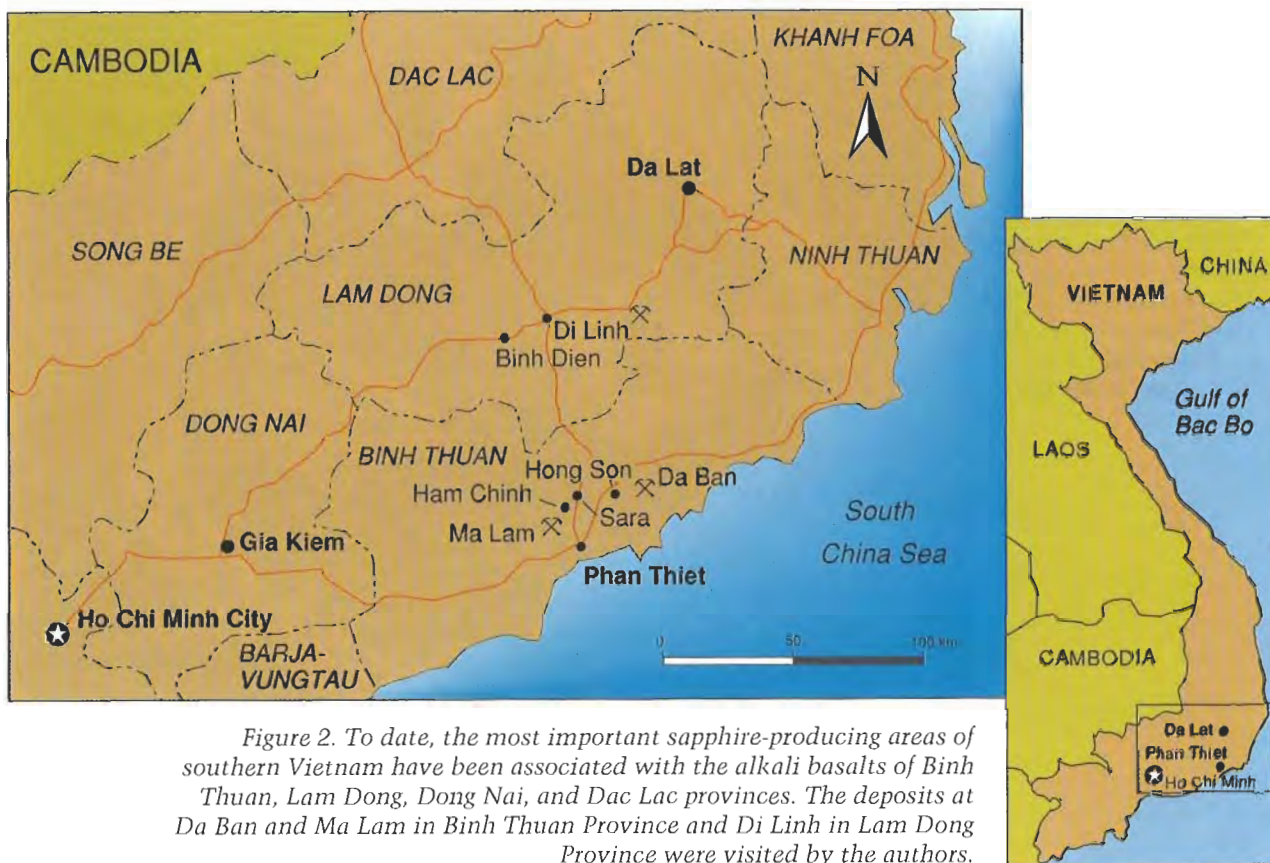 CAMBODIA
DAC LAC
KHANH FOA
N
Da Lat
SONG BE
NINHTHUAN
LAM DONG
Di Linh
Binh Dien
DONG NAI
BINH THUAN
Hong Son
Da Ban
Ham Chinh
Sara
Ma Lam
South
China Sea
Gia Kiem
Phan Thiet
Ho Chi Minh City
BARJA-
VUNGTAU
0 50 100 km
CHINA
VIETNAM
Gulf of
Bac Bo
LAOS
CAMBODIA
Da Lat
Phan Thiet
Ho Chi Minh
Figure 2. To date, the most important sapphire-producing areas of
southern Vietnam have been associated with the alkali basalts of Binh
Thuan, Lam Dong, Dong Nai, and Dac Lac provinces. The deposits at
Da Ban and Ma Lam in Binh Thuan Province and Di Linh in Lam Dong
Province were visited by the authors.